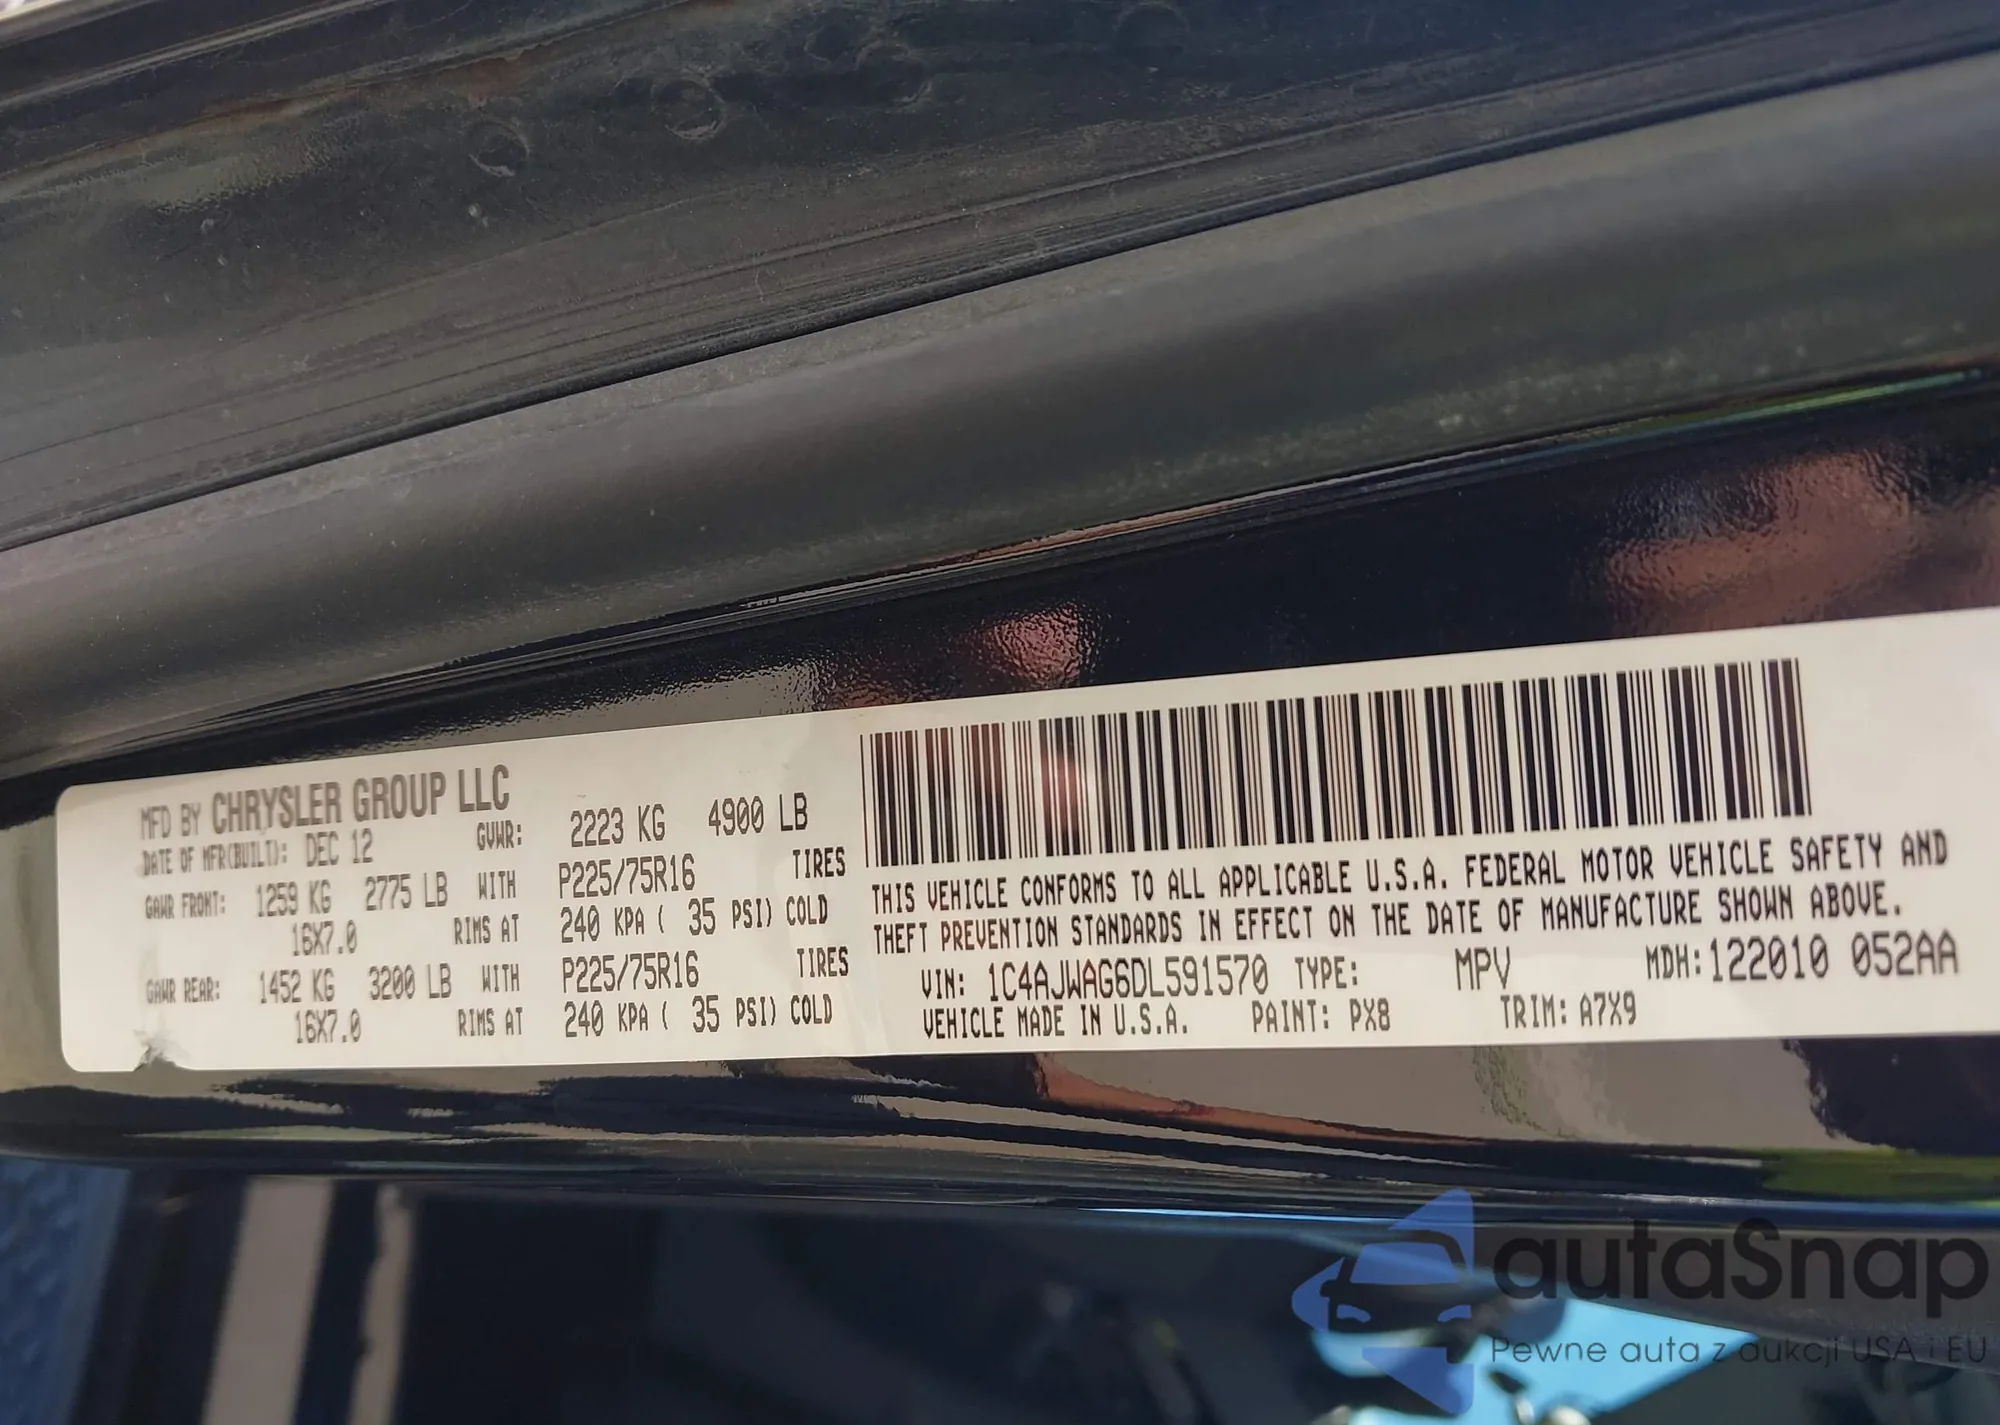 MFD BY CHRYSLER GROUP LLC
DATE OF MFR(BUILT): DEC 12 GVWR: 2223 KG 4900 LB
GAWR FRONT: 1259 KG 2775 LB WITH P225/75R16 TIRES
16X7.0 RIMS AT 240 KPA ( 35 PSI) COLD
GAWR REAR: 1452 KG 3200 LB WITH P225/75R16 TIRES
16X7.0 RIMS AT 240 KPA ( 35 PSI) COLD
THIS VEHICLE CONFORMS TO ALL APPLICABLE U.S.A. FEDERAL MOTOR VEHICLE SAFETY AND
THEFT PREVENTION STANDARDS IN EFFECT ON THE DATE OF MANUFACTURE SHOWN ABOVE.
VIN: 1C4AJWAG6DL591570 TYPE: MPV MDH:122010 052AA
VEHICLE MADE IN U.S.A. PAINT: PX8 TRIM: A7X9
autaSnap
Pewne auta z aukcji USA i EU